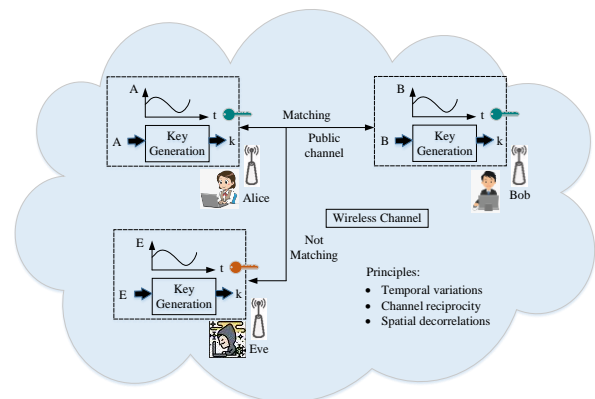 A
t
A
Key
Generation
k
Alice
Matching
Public
channel
B
t
B
Key
Generation
k
Bob
Wireless Channel
Not
Matching
E
t
E
Key
Generation
k
Eve
Principles:
• Temporal variations
• Channel reciprocity
• Spatial decorrelations